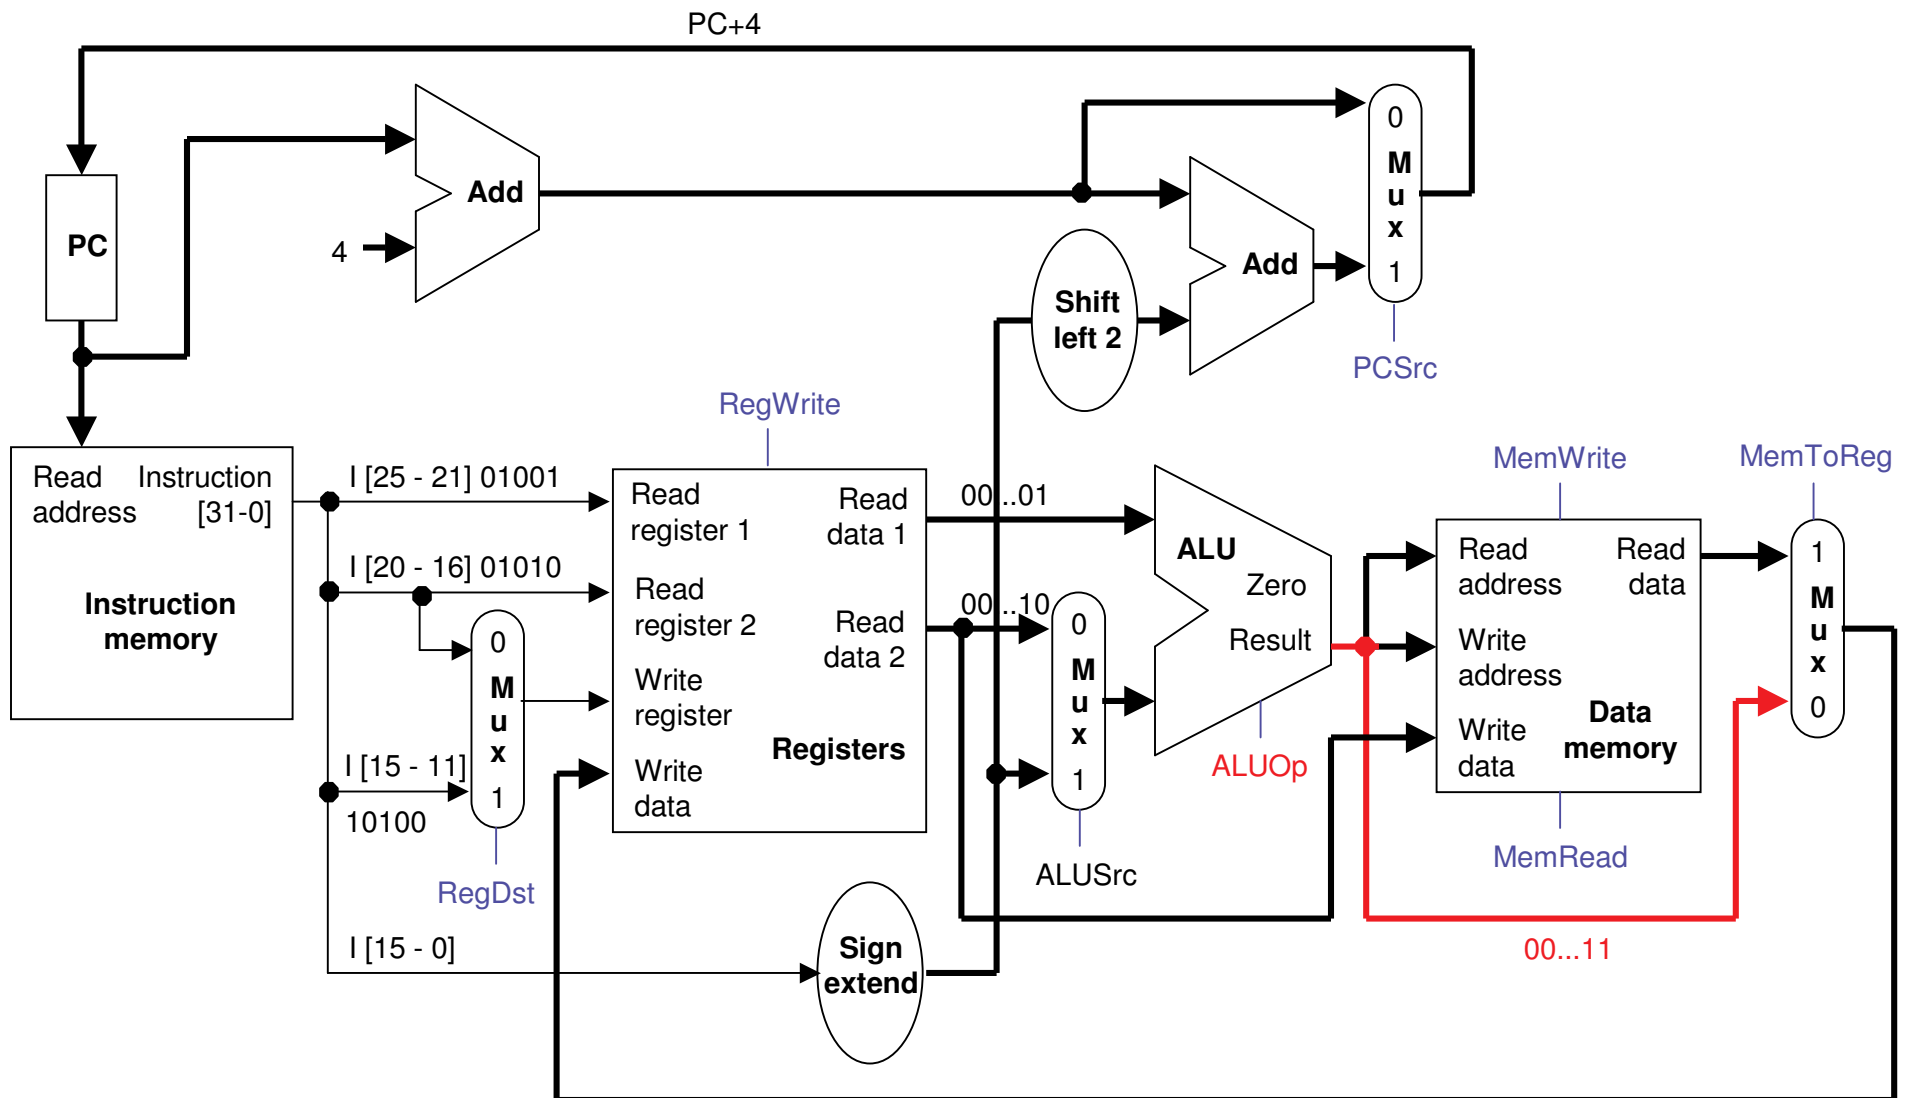 PC+4
0
M
u
x
1
Add
PC
4
Add
Shift
left 2
PCSrc
RegWrite
Read address
Instruction [31-0]
Instruction
memory
I [25 - 21] 01001
I [20 - 16] 01010
0
M
u
x
1
I [15 - 11]
10100
RegDst
I [15 - 0]
Read
register 1
Read
data 1
Read
register 2
Read
data 2
Write
register
Registers
Write
data
Sign
extend
00...01
00...10
0
M
u
x
1
ALUSrc
ALU
Zero
Result
ALUOp
MemWrite
Read
address
Read
data
Write
address
Data
memory
Write
data
MemRead
00...11
MemToReg
1
M
u
x
0